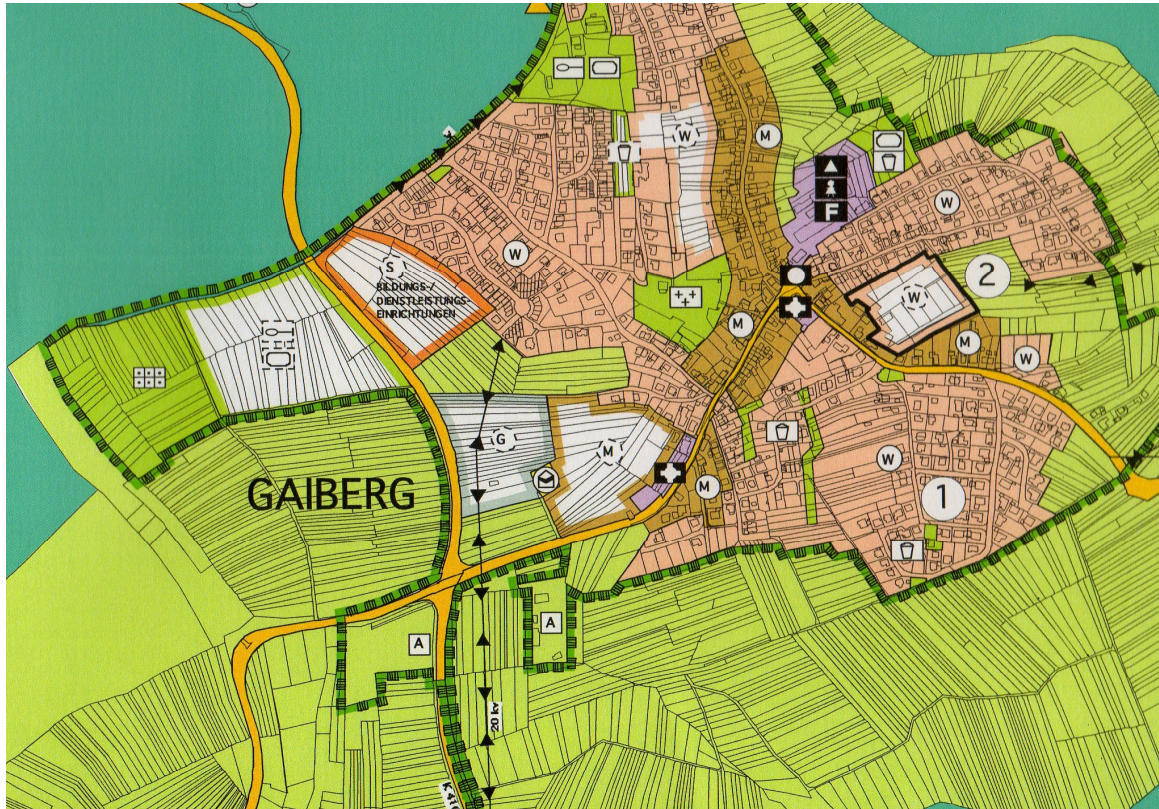 W
M
F
W
S
BILDUNGS-/
DIENSTLEISTUNGS-
EINRICHTUNGEN
W
2
W
M
M
W
G
M
W
M
GAIBERG
1
A
A
20 kv